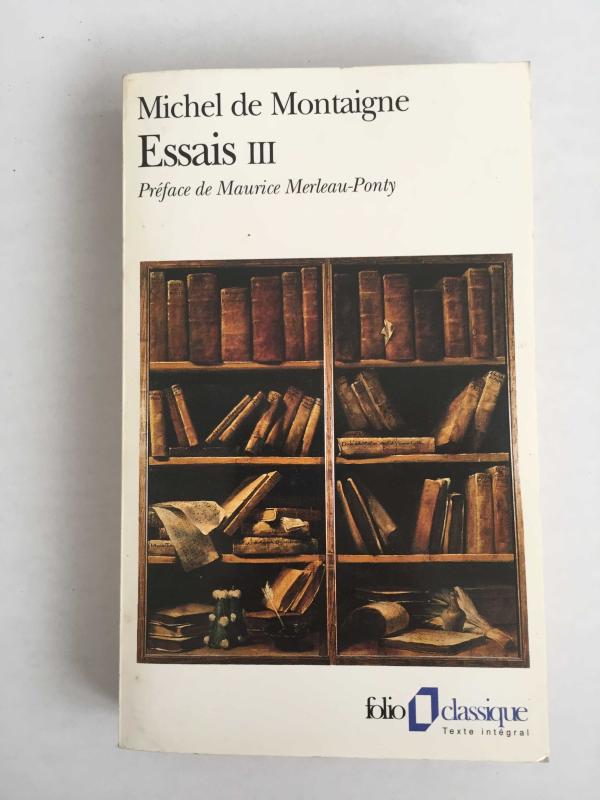 Michel de Montaigne
Essais III
Préface de Maurice Merleau-Ponty
folio classique
Texte intégral